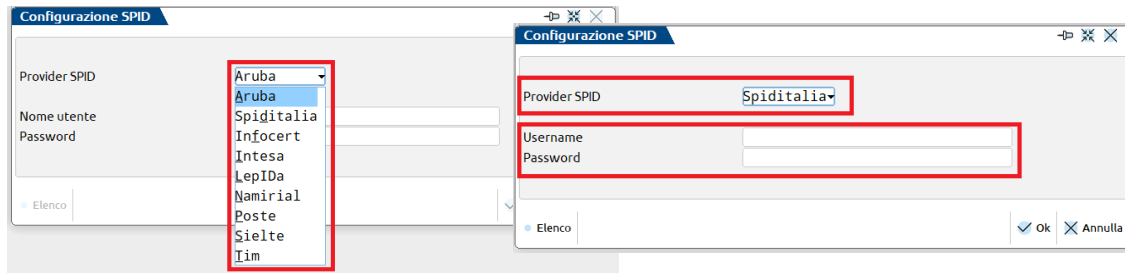 Configurazione SPID
Provider SPID
Aruba
Aruba
Spiditalia
Infocert
Intesa
LepIDa
Namirial
Poste
Sielte
Tim
Nome utente
Password
Elenco
Configurazione SPID
Provider SPID
Spiditalia
Username
Password
Elenco
Ok
Annulla